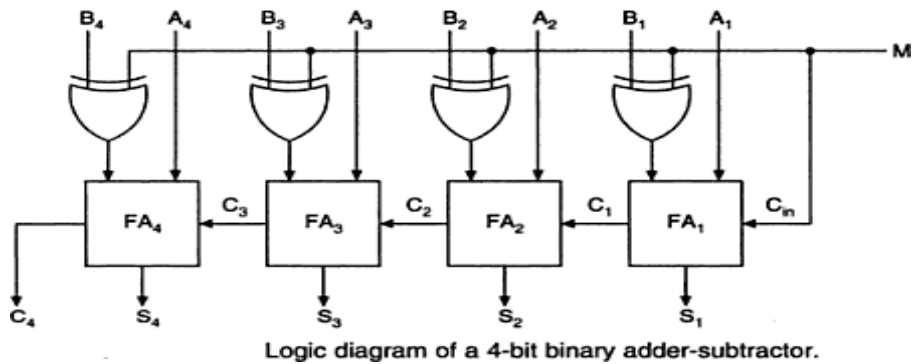 B4 A4 B3 A3 B2 A2 B1 A1
M
FA4 C3 FA3 C2 FA2 C1 FA1 Cin
C4 S4 S3 S2 S1
Logic diagram of a 4-bit binary adder-subtractor.